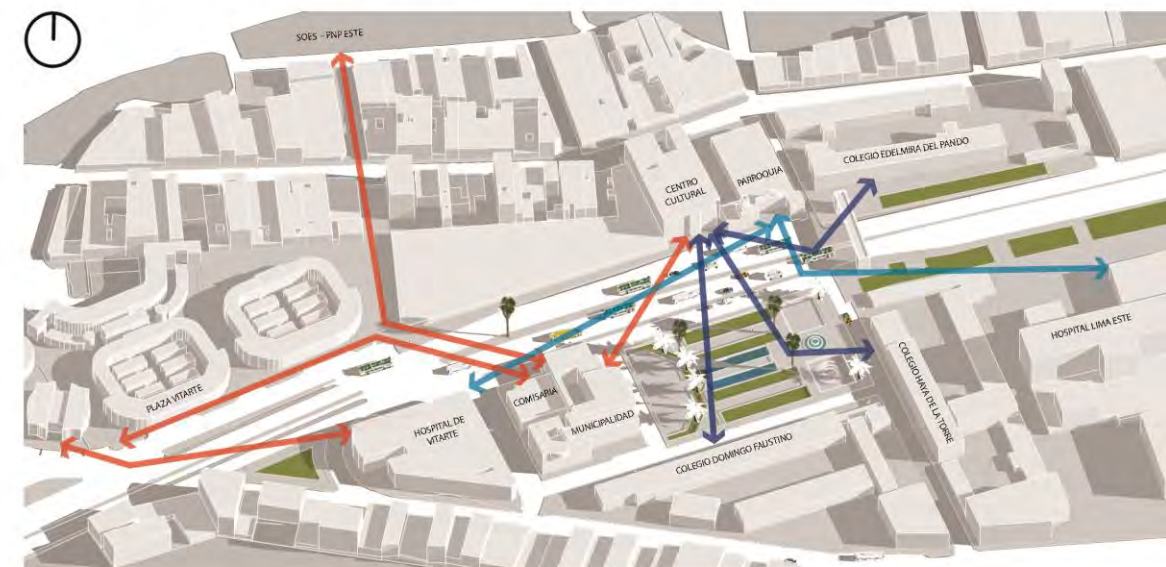 SOES - PNP ESTE
CENTRO
CULTURAL
PARROQUIA
COLEGIO EDELMIRA DEL PANDO
PLAZA VITARTE
HOSPITAL DE
VITARTE
COMISARIA
MUNICIPALIDAD
COLEGIO DOMINGO FAUSTINO
COLEGIO HAYA DE LA TORRE
HOSPITAL LIMA ESTE